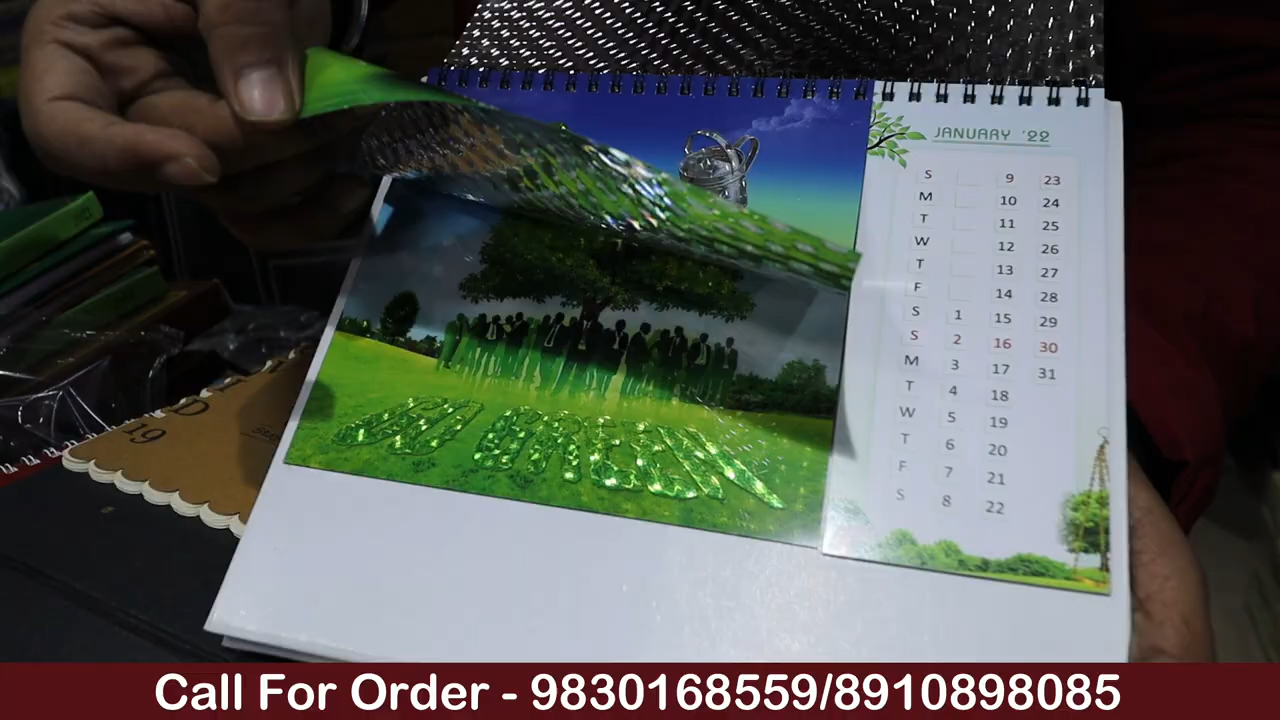 JANUARY '22
S 9 23
M 10 24
T 11 25
W 12 26
T 13 27
F 14 28
S 1 15 29
S 2 16 30
M 3 17 31
T 4 18
W 5 19
T 6 20
F 7 21
S 8 22
GO GREEN
D
19
Call For Order - 9830168559/8910898085